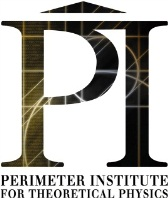 PI
PERIMETER INSTITUTE
FOR THEORETICAL PHYSICS